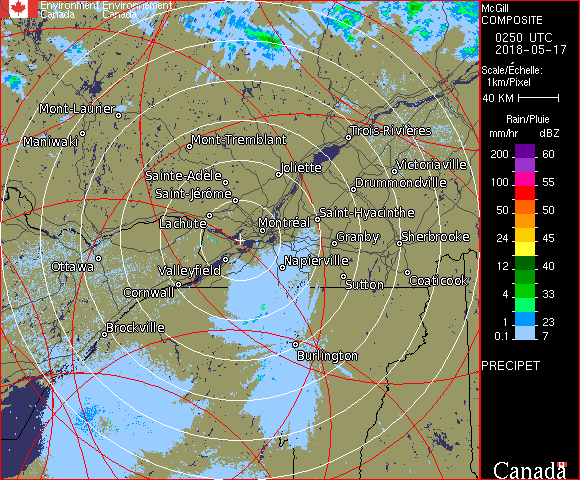 Environment Environnement
Canada Canada
McGill
COMPOSITE
0250 UTC
2018-05-17
Scale/Échelle:
1km/Pixel
40 KM
Rain/Pluie
mm/hr dBZ
200 60
100 55
50 50
24 45
12 40
4 33
1 23
0.1 7
PRECIPET
Canada
Mont-Laurier
Maniwaki
Mont-Tremblant
Trois-Rivières
Sainte-Adèle
Joliette
Victoriaville
Saint-Jérôme
Drummondville
Lachute
Montréal
Saint-Hyacinthe
Granby
Sherbrooke
Ottawa
Valleyfield
Napierville
Cornwall
Sutton
Coaticook
Brockville
Burlington